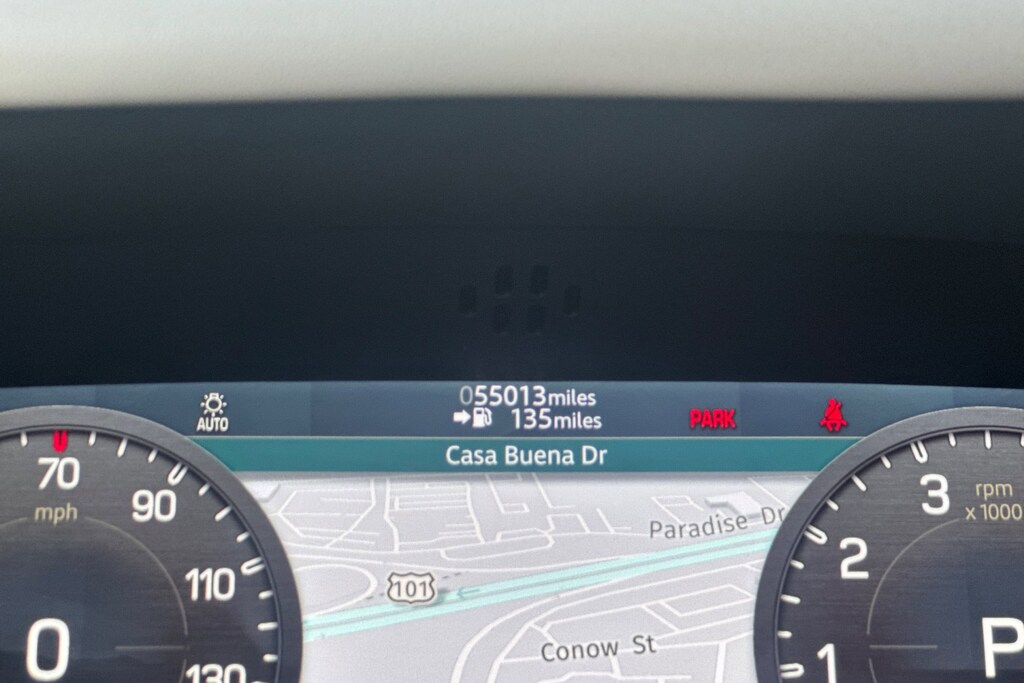 055013miles
AUTO
135miles
PARK
Casa Buena Dr
70
mph
90
110
130
0
Paradise Dr
101
Conow St
3
rpm
x 1000
2
1
P